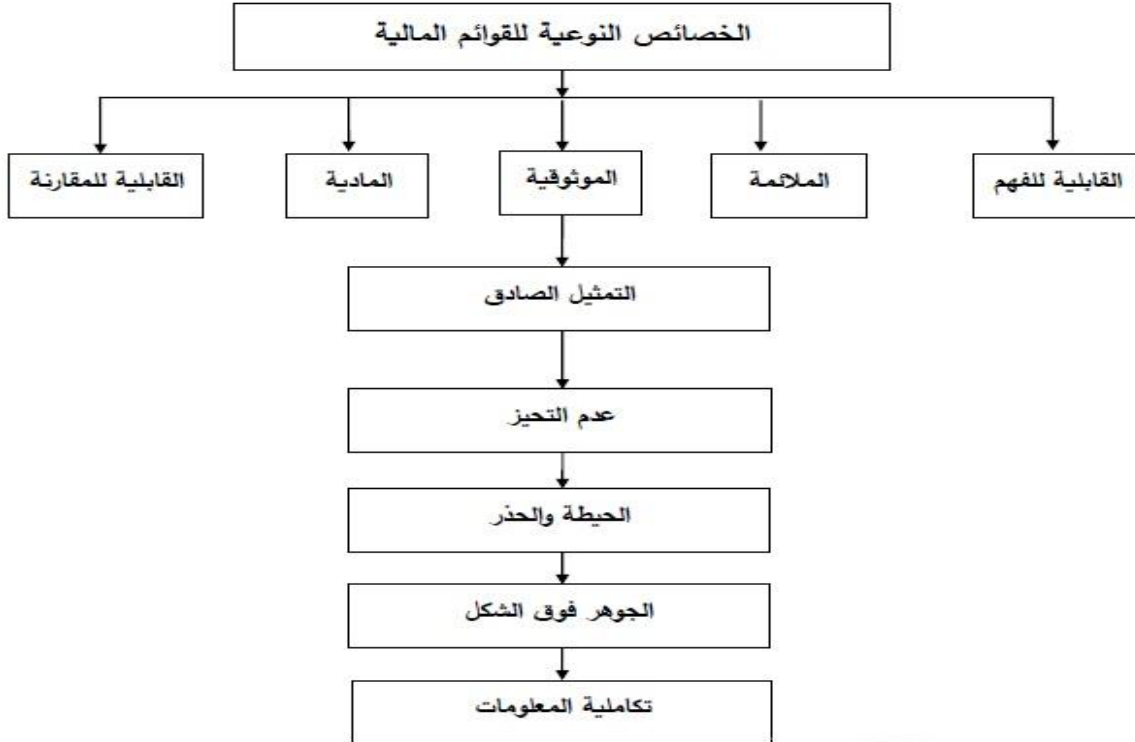 الخصائص النوعية للقوائم المالية
القابلية للفهم
الملائمة
الموثوقية
المادية
القابلية للمقارنة
التمثيل الصادق
عدم التحيز
الحيطة والحذر
الجوهر فوق الشكل
تكاملية المعلومات